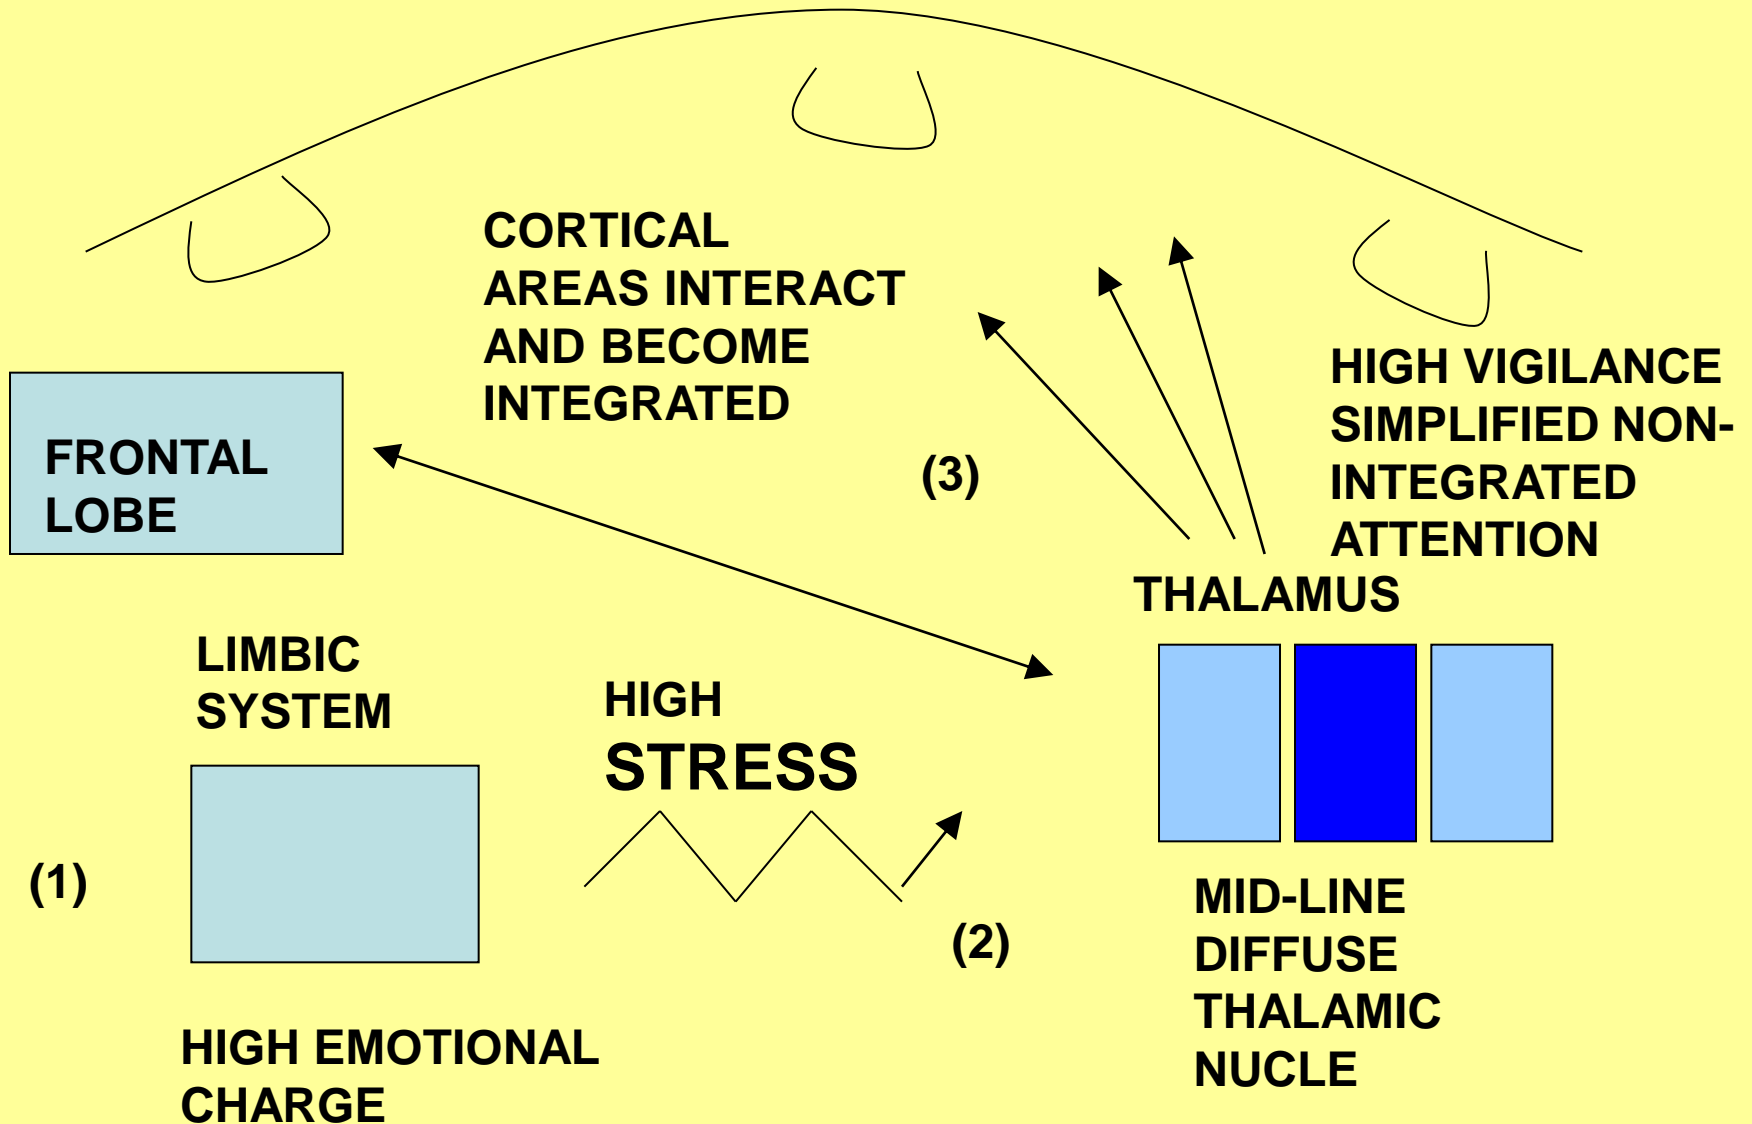 CORTICAL
AREAS INTERACT
AND BECOME
INTEGRATED
HIGH VIGILANCE
SIMPLIFIED NON-
INTEGRATED
ATTENTION
FRONTAL
LOBE
(3)
THALAMUS
LIMBIC
SYSTEM
HIGH
STRESS
(1)
(2)
MID-LINE
DIFFUSE
THALAMIC
NUCLE
HIGH EMOTIONAL
CHARGE